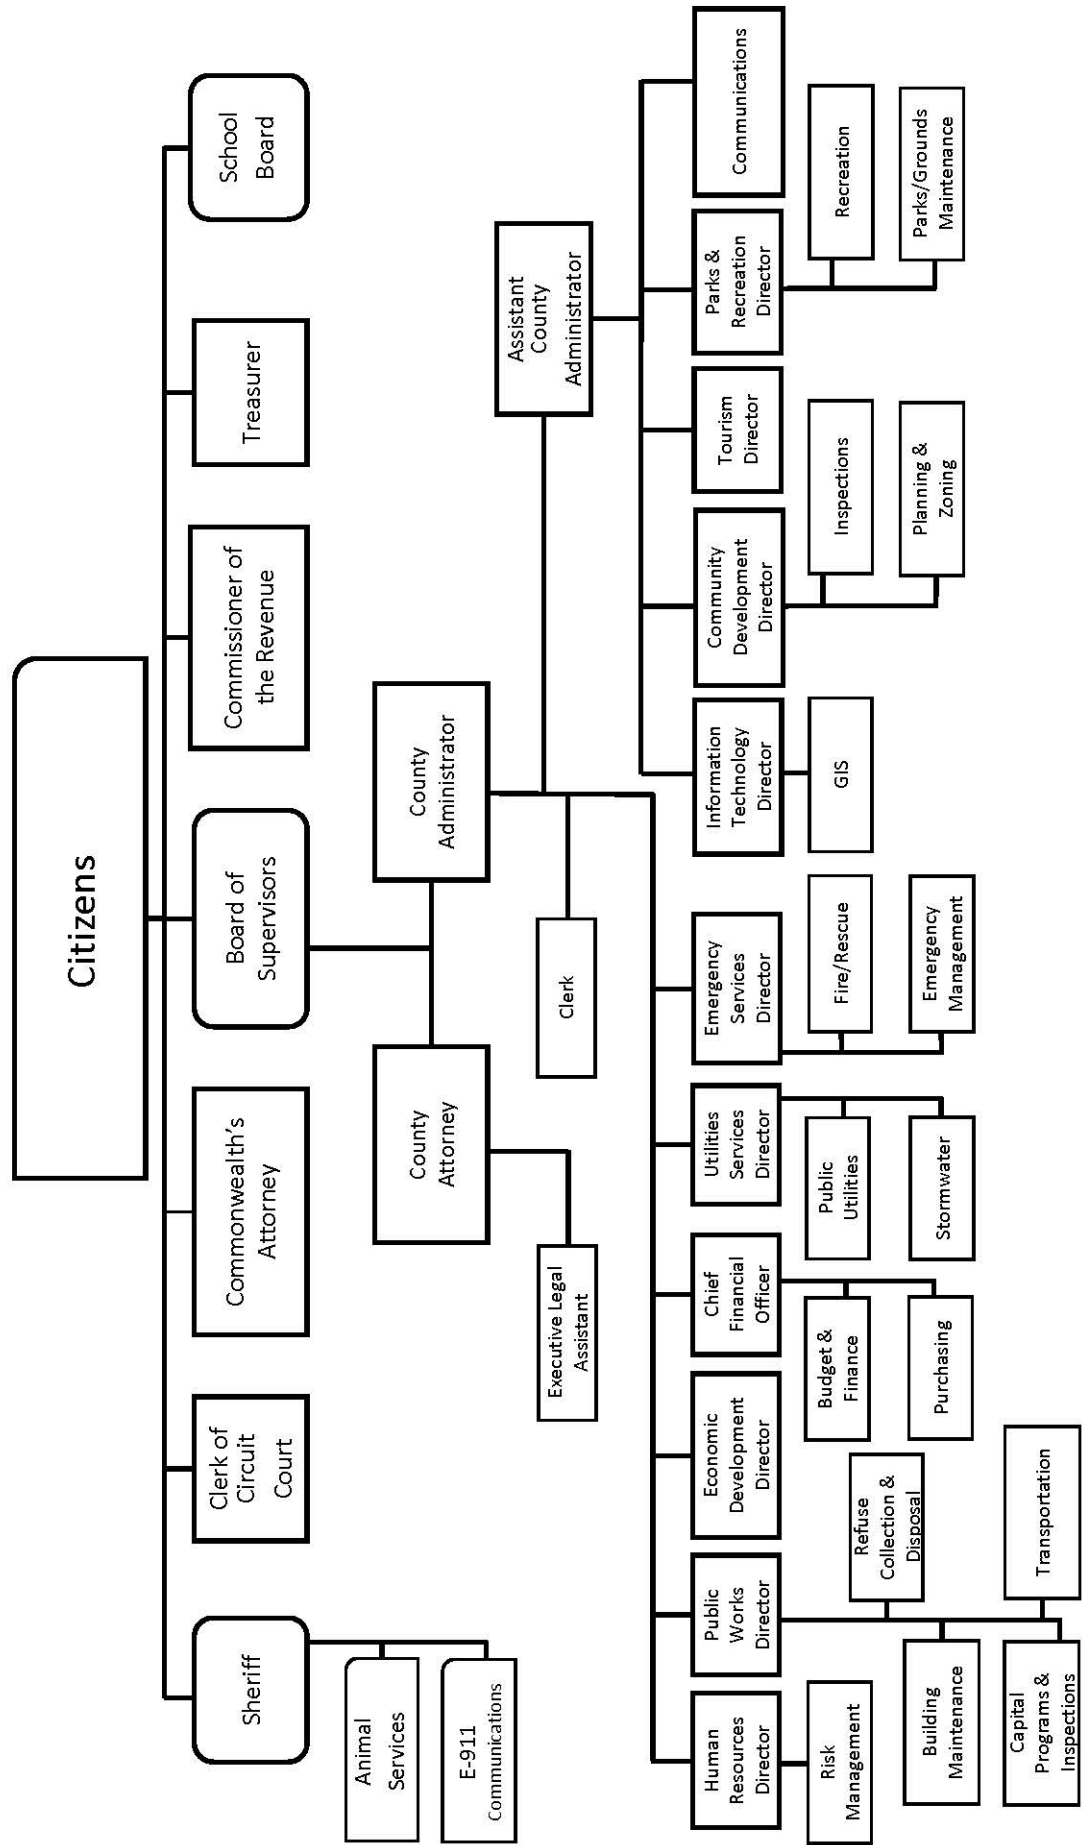 Citizens
Sheriff
Clerk of
Circuit
Court
Commonwealth's
Attorney
Board of
Supervisors
Commissioner of
the Revenue
Treasurer
School
Board
Animal
Services
E-911
Communications
County
Attorney
County
Administrator
Executive Legal
Assistant
Clerk
Assistant
County
Administrator
Human
Resources
Director
Public
Works
Director
Economic
Development
Director
Chief
Financial
Officer
Utilities
Services
Director
Emergency
Services
Director
Information
Technology
Director
Community
Development
Director
Tourism
Director
Parks &
Recreation
Director
Communications
Risk
Management
Refuse
Collection &
Disposal
Building
Maintenance
Transportation
Capital
Programs &
Inspections
Budget &
Finance
Purchasing
Public
Utilities
Stormwater
Fire/Rescue
Emergency
Management
GIS
Inspections
Planning &
Zoning
Recreation
Parks/Grounds
Maintenance